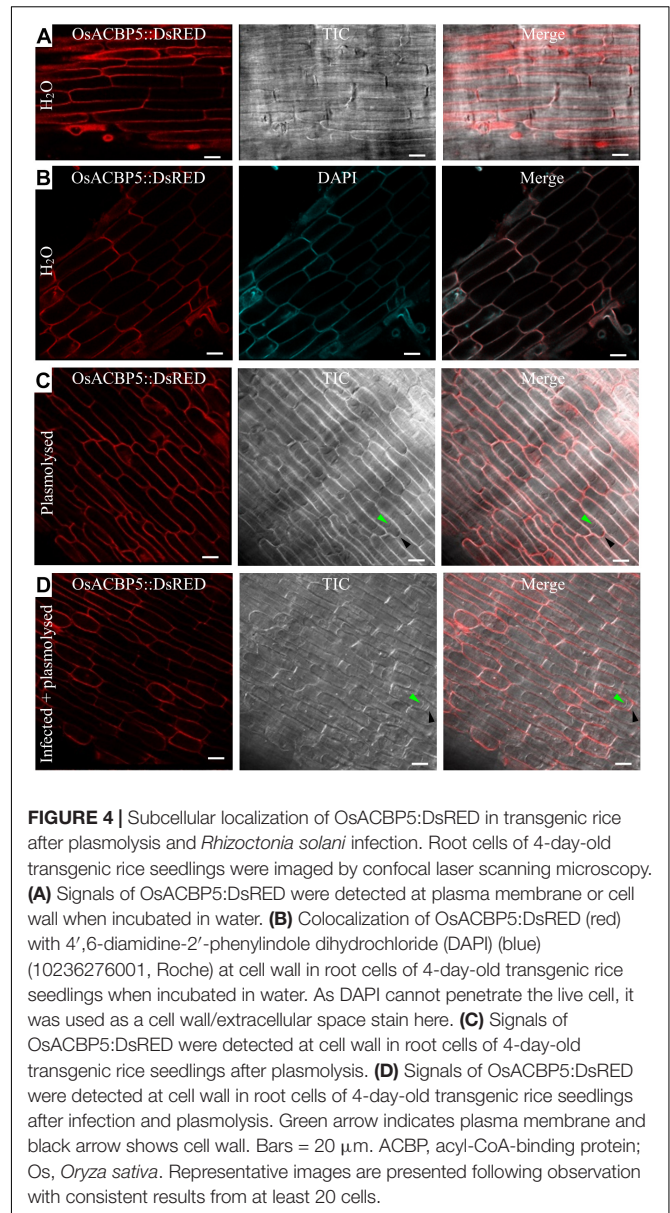 A OsACBP5::DsRED TIC Merge
H₂O
B OsACBP5::DsRED DAPI Merge
H₂O
C OsACBP5::DsRED TIC Merge
Plasmolysed
D OsACBP5::DsRED TIC Merge
Infected + plasmolysed
FIGURE 4 | Subcellular localization of OsACBP5:DsRED in transgenic rice
after plasmolysis and Rhizoctonia solani infection. Root cells of 4-day-old
transgenic rice seedlings were imaged by confocal laser scanning microscopy.
(A) Signals of OsACBP5:DsRED were detected at plasma membrane or cell
wall when incubated in water. (B) Colocalization of OsACBP5:DsRED (red)
with 4′,6-diamidine-2′-phenylindole dihydrochloride (DAPI) (blue)
(10236276001, Roche) at cell wall in root cells of 4-day-old transgenic rice
seedlings when incubated in water. As DAPI cannot penetrate the live cell, it
was used as a cell wall/extracellular space stain here. (C) Signals of
OsACBP5:DsRED were detected at cell wall in root cells of 4-day-old
transgenic rice seedlings after plasmolysis. (D) Signals of OsACBP5:DsRED
were detected at cell wall in root cells of 4-day-old transgenic rice seedlings
after infection and plasmolysis. Green arrow indicates plasma membrane and
black arrow shows cell wall. Bars = 20 μm. ACBP, acyl-CoA-binding protein;
Os, Oryza sativa. Representative images are presented following observation
with consistent results from at least 20 cells.